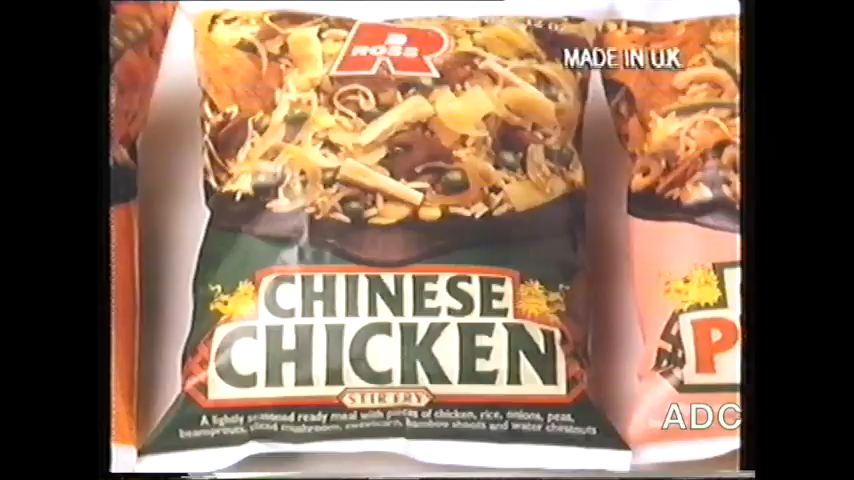 ROSS
MADE IN U.K
CHINESE
CHICKEN
STIR FRY
A lightly seasoned ready meal with pieces of chicken, rice, onions, peas,
beansprouts, sliced mushroom, sweetcorn, bamboo shoots and water chestnuts
P
ADC